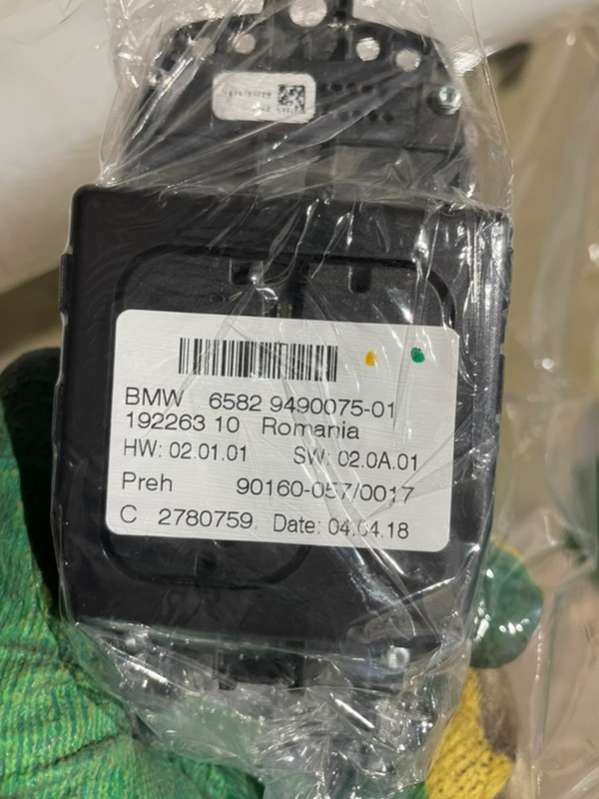 BMW 6582 9490075-01
192263 10 Romania
HW: 02.01.01 SW: 02.0A.01
Preh 90160-057/0017
C 2780759 Date: 04.04.18